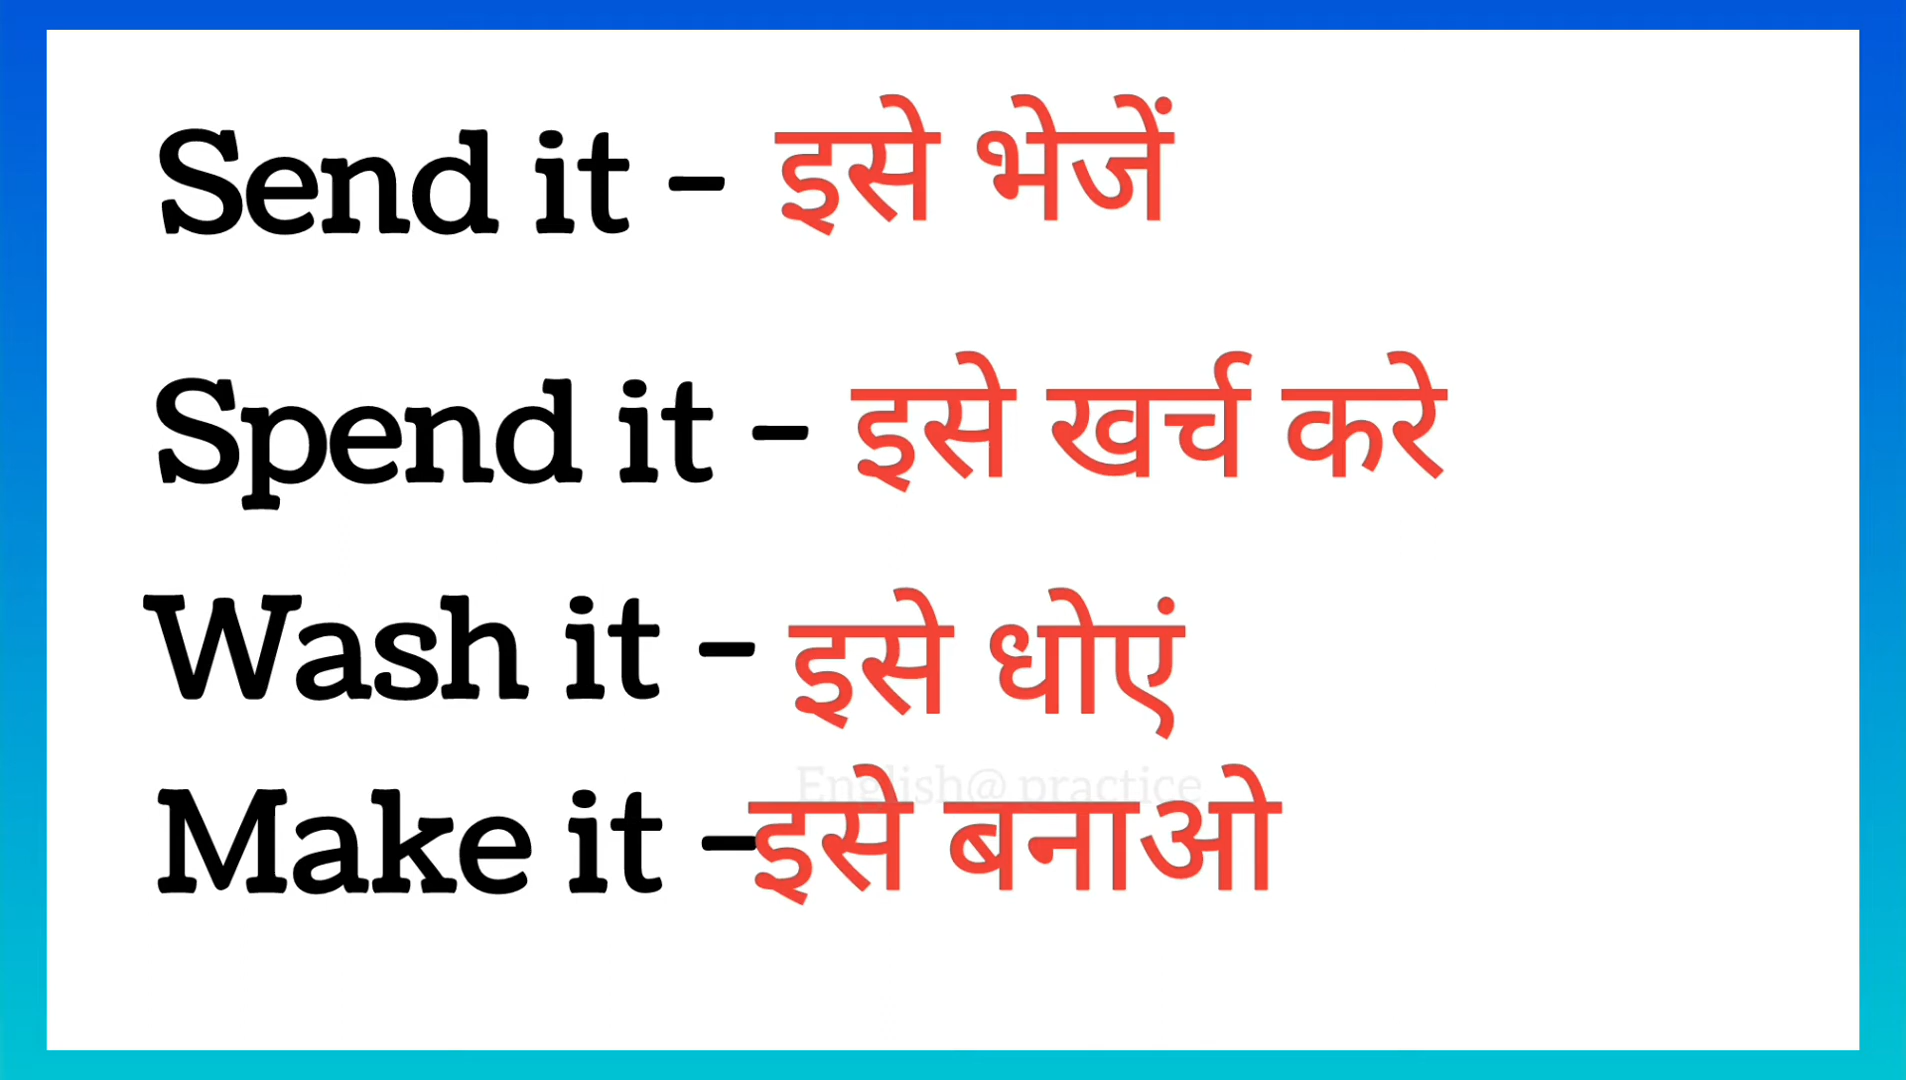 Send it - इसे भेजें
Spend it - इसे खर्च करे
Wash it - इसे धोएं
English@ practice
Make it -इसे बनाओ